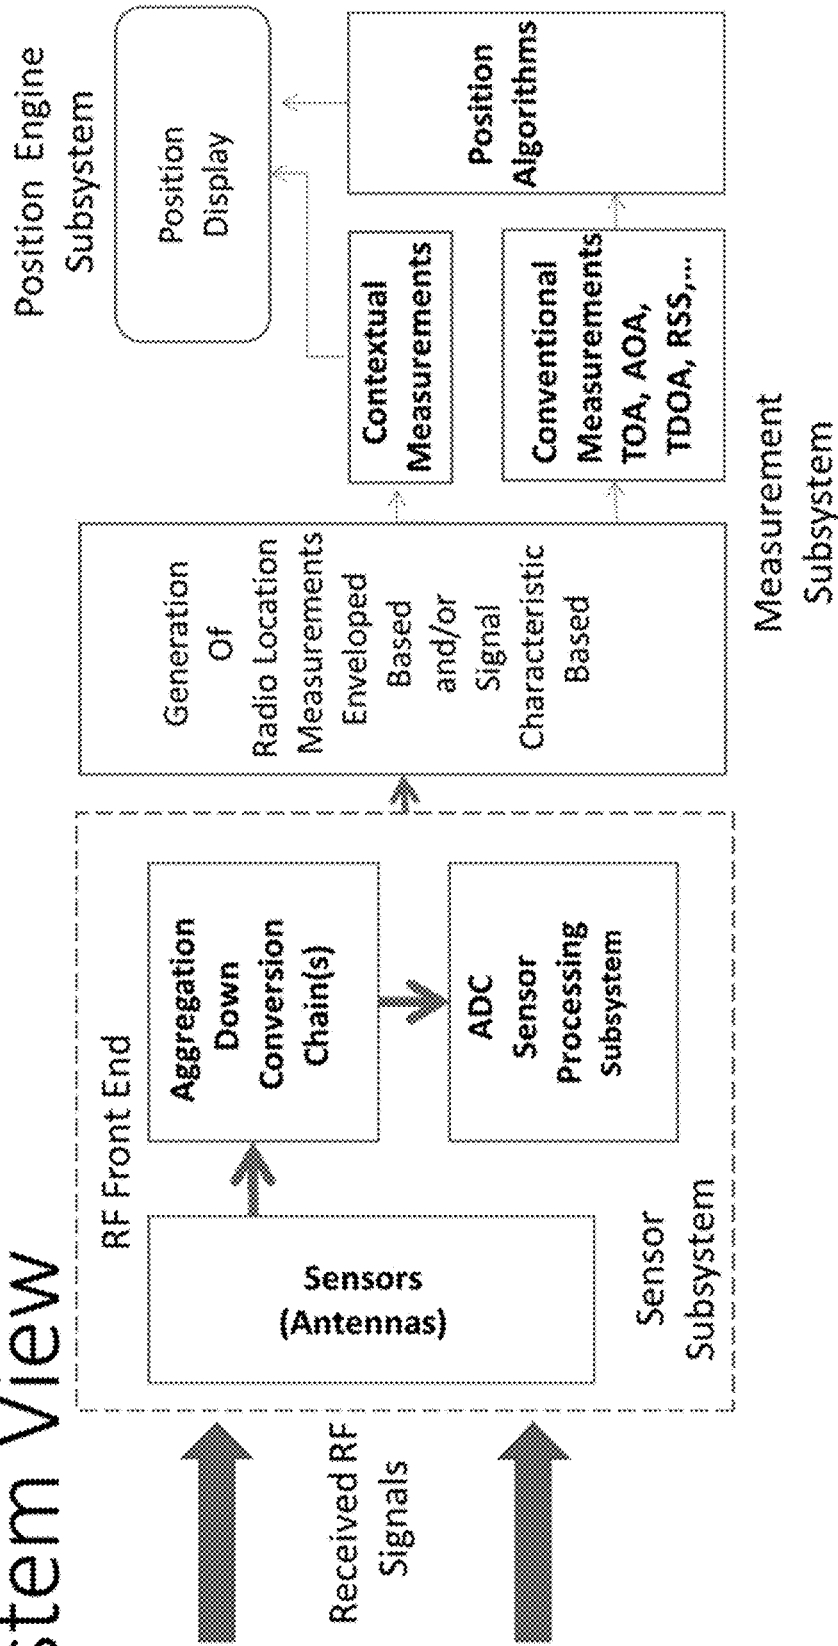 stem View
Received RF
Signals
Sensor
Subsystem
RF Front End
Sensors
(Antennas)
Aggregation
Down
Conversion
Chain(s)
ADC
Sensor
Processing
subsystem
Generation
Of
Radio Location
Measurements
Enveloped
Based
and/or
Signal
Characteristic
Based
Measurement
Subsystem
Contextual
Measurements
Conventional
Measurements
TOA, AOA,
TDOA, RSS,...
Position Engine
Subsystem
Position
Display
Position
Algorithms